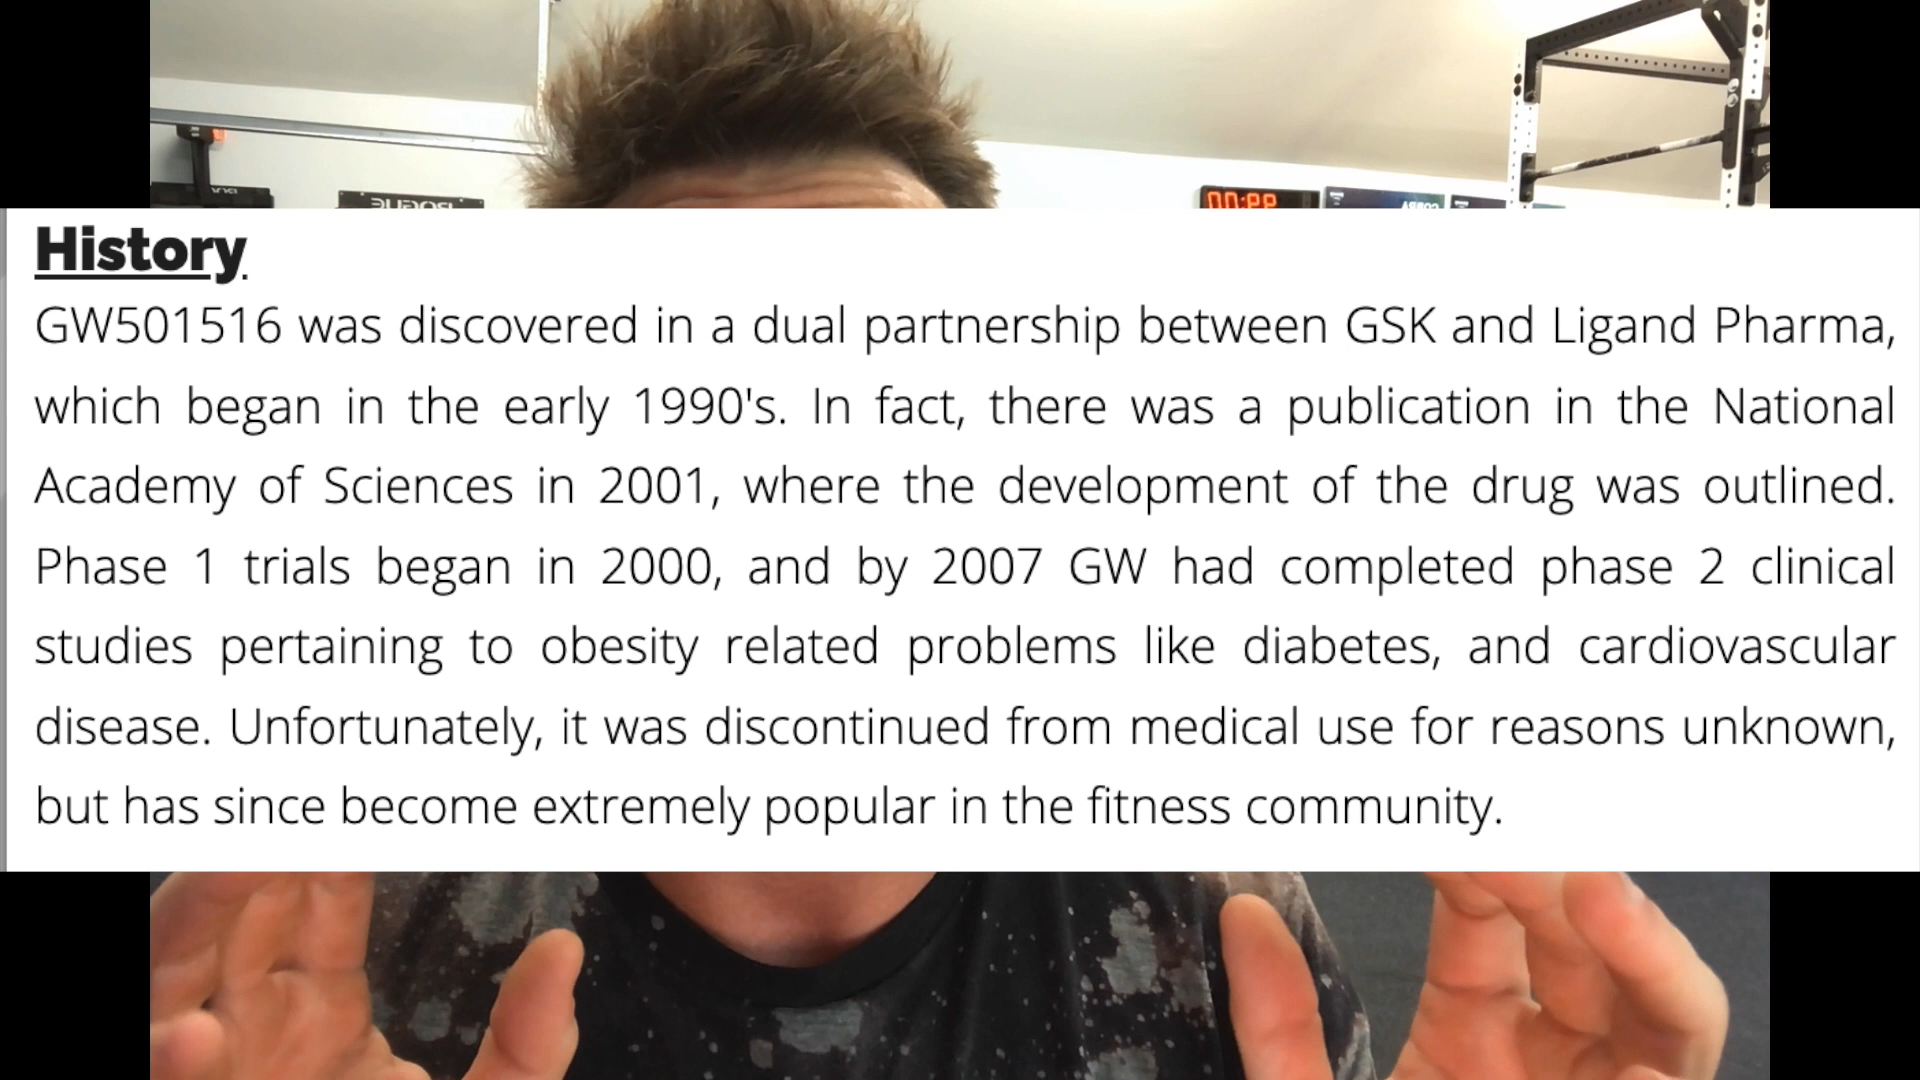 00:22
History
GW501516 was discovered in a dual partnership between GSK and Ligand Pharma,
which began in the early 1990's. In fact, there was a publication in the National
Academy of Sciences in 2001, where the development of the drug was outlined.
Phase 1 trials began in 2000, and by 2007 GW had completed phase 2 clinical
studies pertaining to obesity related problems like diabetes, and cardiovascular
disease. Unfortunately, it was discontinued from medical use for reasons unknown,
but has since become extremely popular in the fitness community.